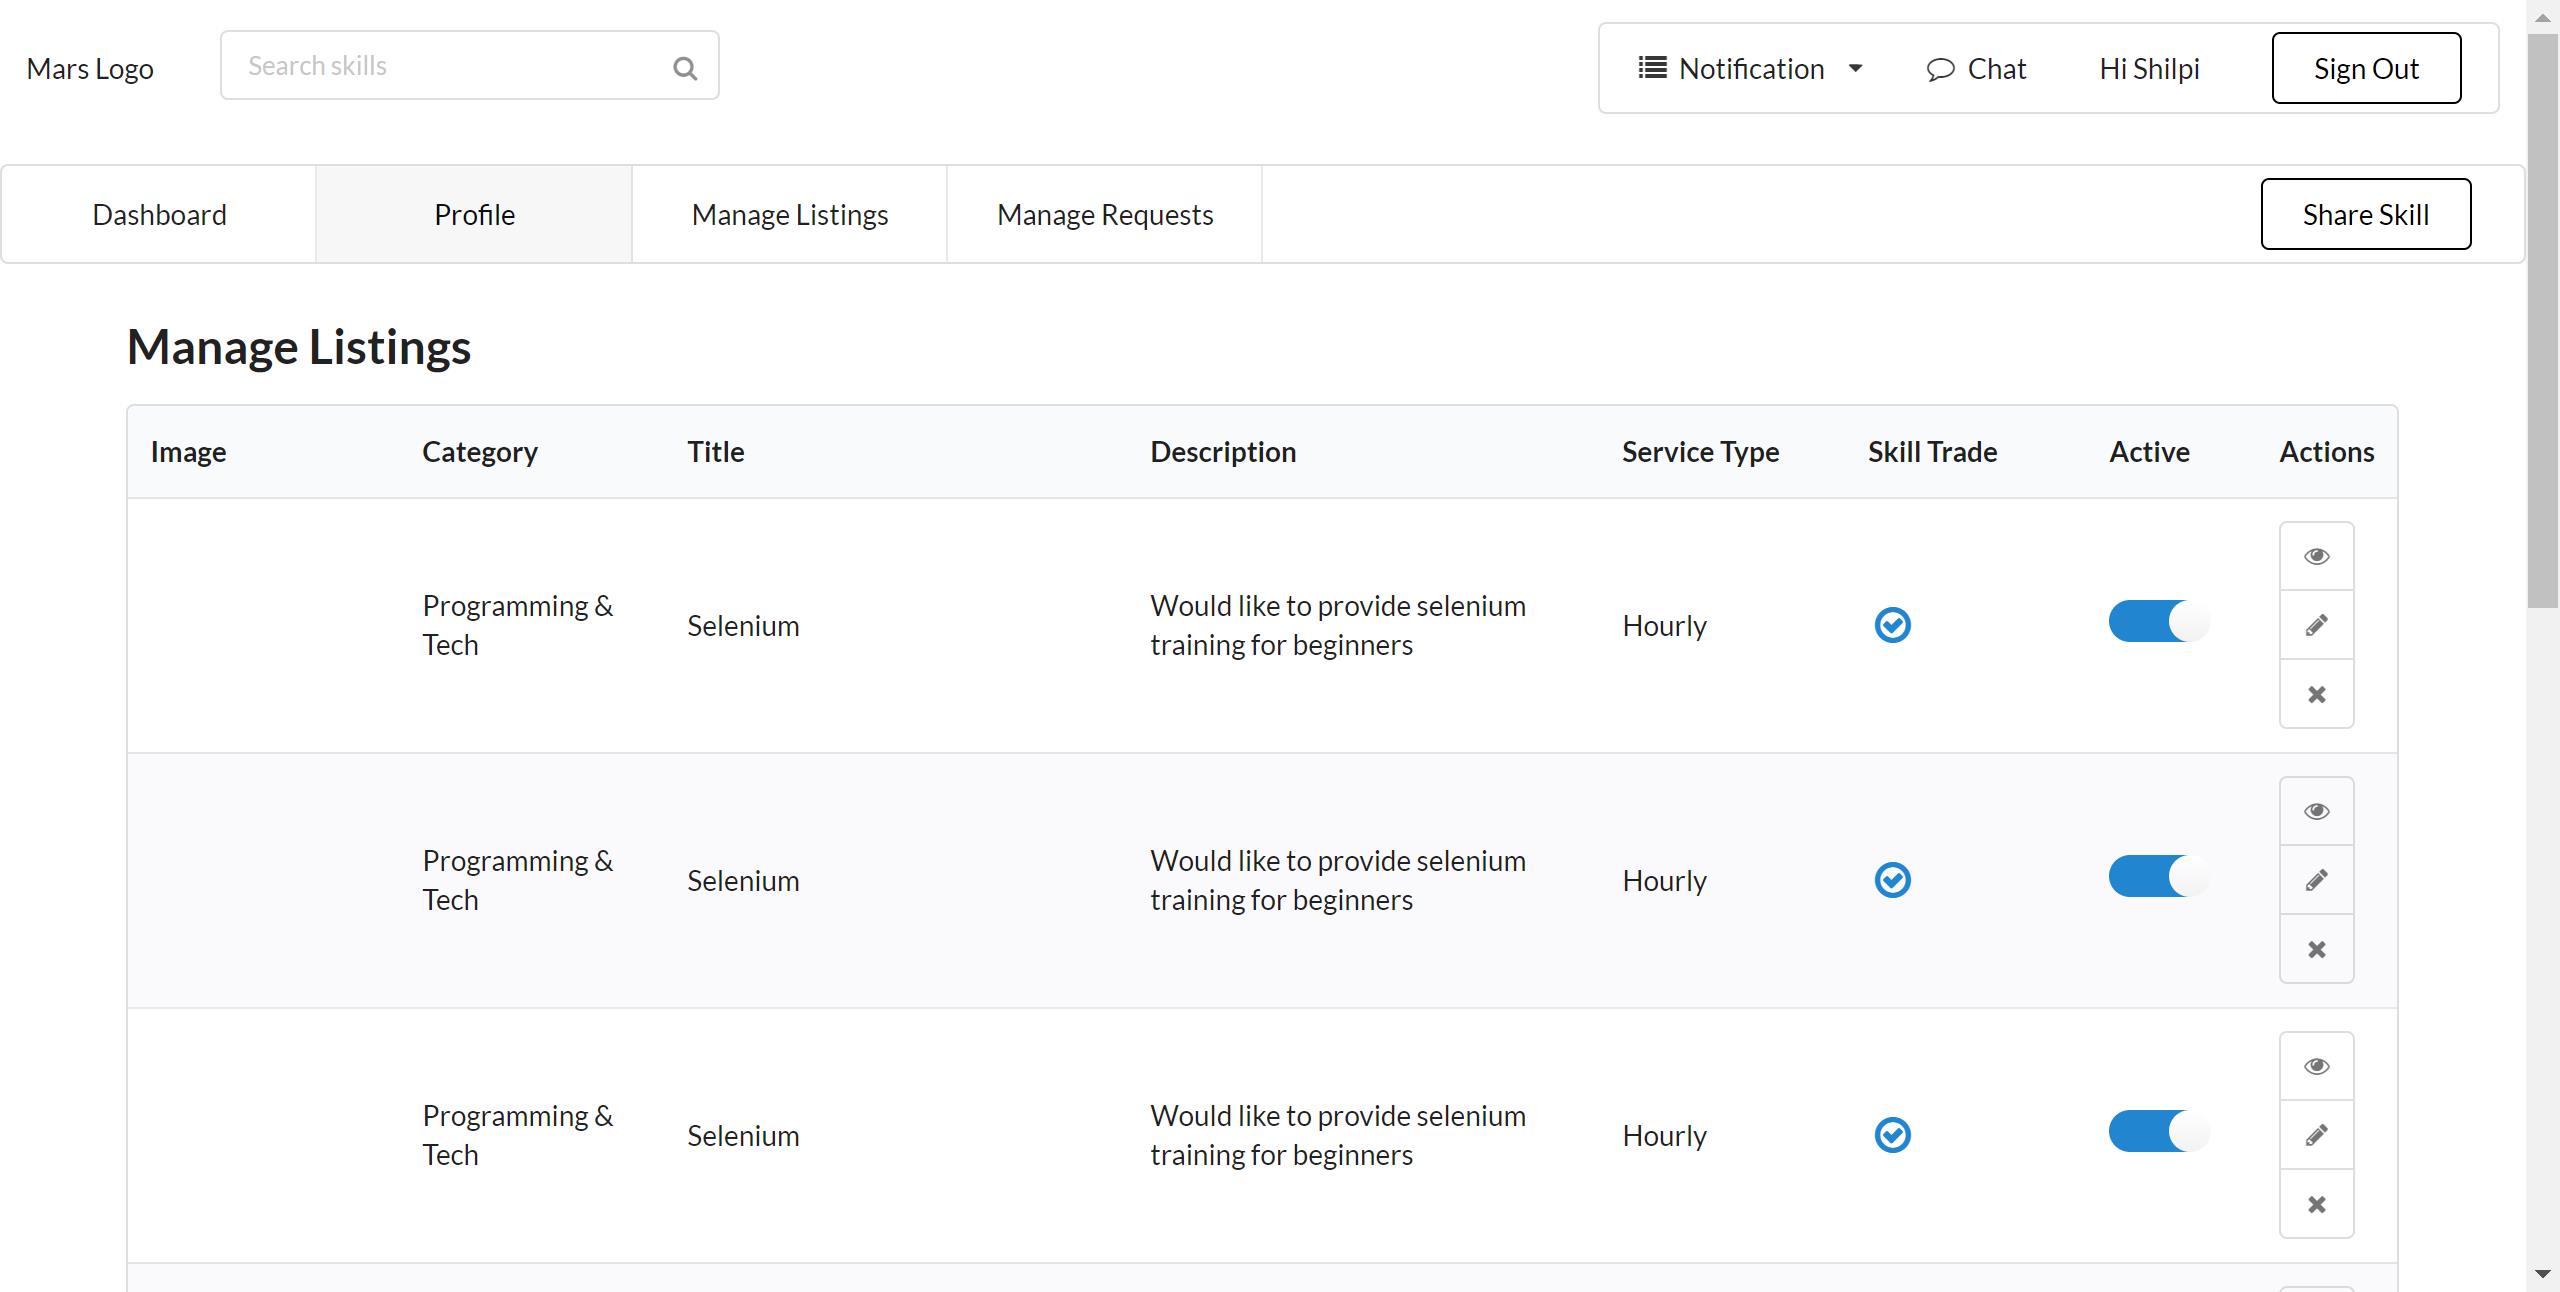 Mars Logo
Search skills
Notification
Chat
Hi Shilpi
Sign Out
Dashboard
Profile
Manage Listings
Manage Requests
Share Skill
Manage Listings
Image Category Title Description Service Type Skill Trade Active Actions
Programming &
Tech
Selenium
Would like to provide selenium
training for beginners
Hourly
Programming &
Tech
Selenium
Would like to provide selenium
training for beginners
Hourly
Programming &
Tech
Selenium
Would like to provide selenium
training for beginners
Hourly